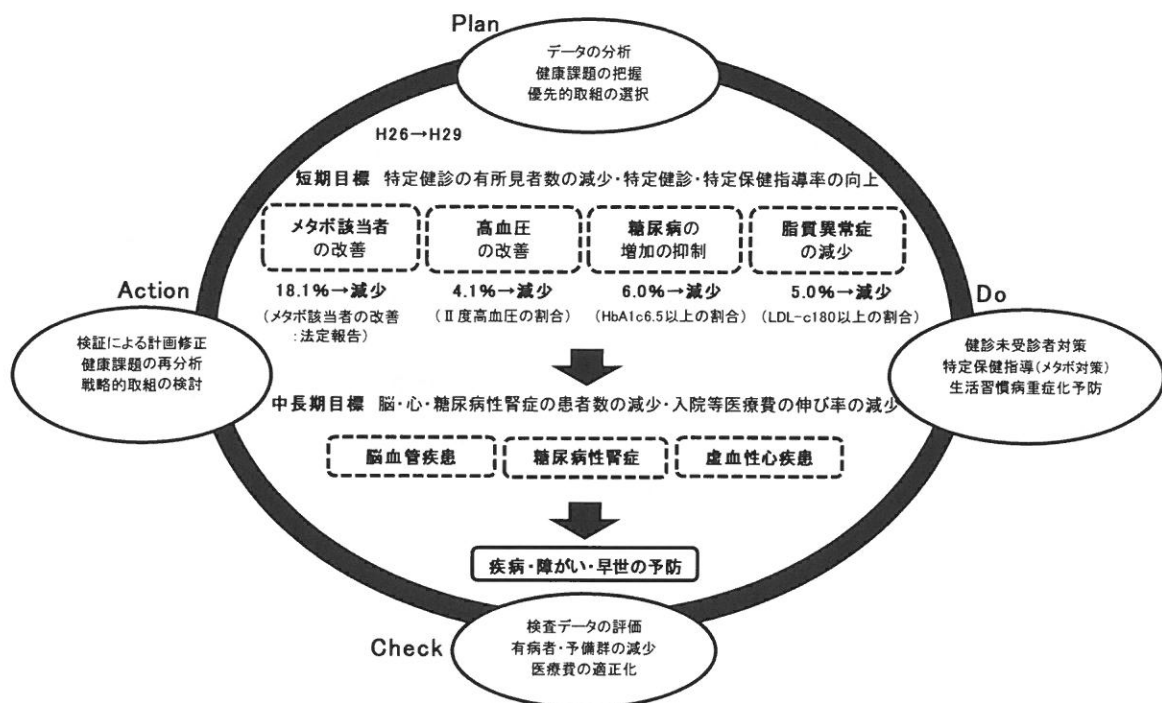 Plan
データの分析
健康課題の把握
優先的取組の選択
H26→H29
短期目標 特定健診の有所見者数の減少・特定健診・特定保健指導率の向上
メタボ該当者
の改善
高血圧
の改善
糖尿病の
増加の抑制
脂質異常症
の減少
18.1%→減少
(メタボ該当者の改善
:法定報告)
4.1%→減少
(Ⅱ度高血圧の割合)
6.0%→減少
(HbA1c6.5以上の割合)
5.0%→減少
(LDL-c180以上の割合)
Action
検証による計画修正
健康課題の再分析
戦略的取組の検討
Do
健診未受診者対策
特定保健指導(メタボ対策)
生活習慣病重症化予防
中長期目標 脳・心・糖尿病性腎症の患者数の減少・入院等医療費の伸び率の減少
脳血管疾患
糖尿病性腎症
虚血性心疾患
疾病・障がい・早世の予防
Check
検査データの評価
有病者・予備群の減少
医療費の適正化